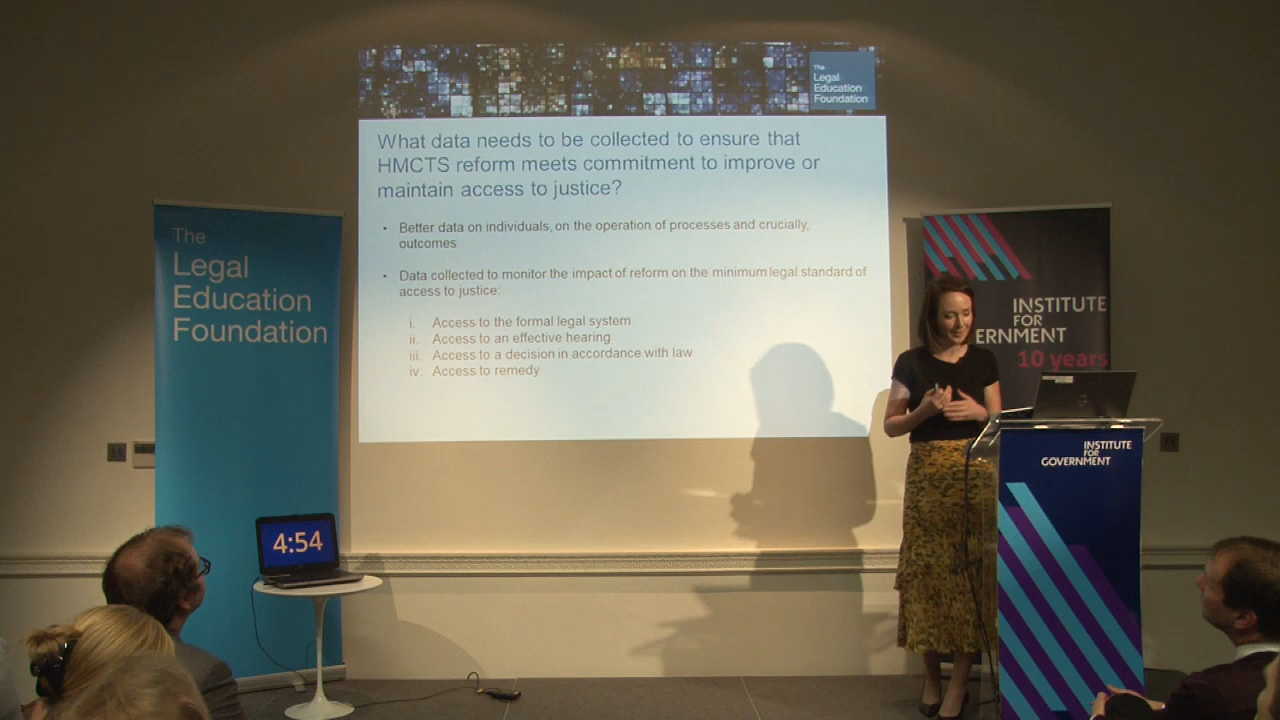 The
Legal
Education
Foundation
What data needs to be collected to ensure that
HMCTS reform meets commitment to improve or
maintain access to justice?
• Better data on individuals, on the operation of processes and crucially,
outcomes
• Data collected to monitor the impact of reform on the minimum legal standard of
access to justice:
i. Access to the formal legal system
ii. Access to an effective hearing
iii. Access to a decision in accordance with law
iv. Access to remedy
The
Legal
Education
Foundation
INSTITUTE
FOR
ERNMENT
10 years
INSTITUTE
FOR
GOVERNMENT
4:54